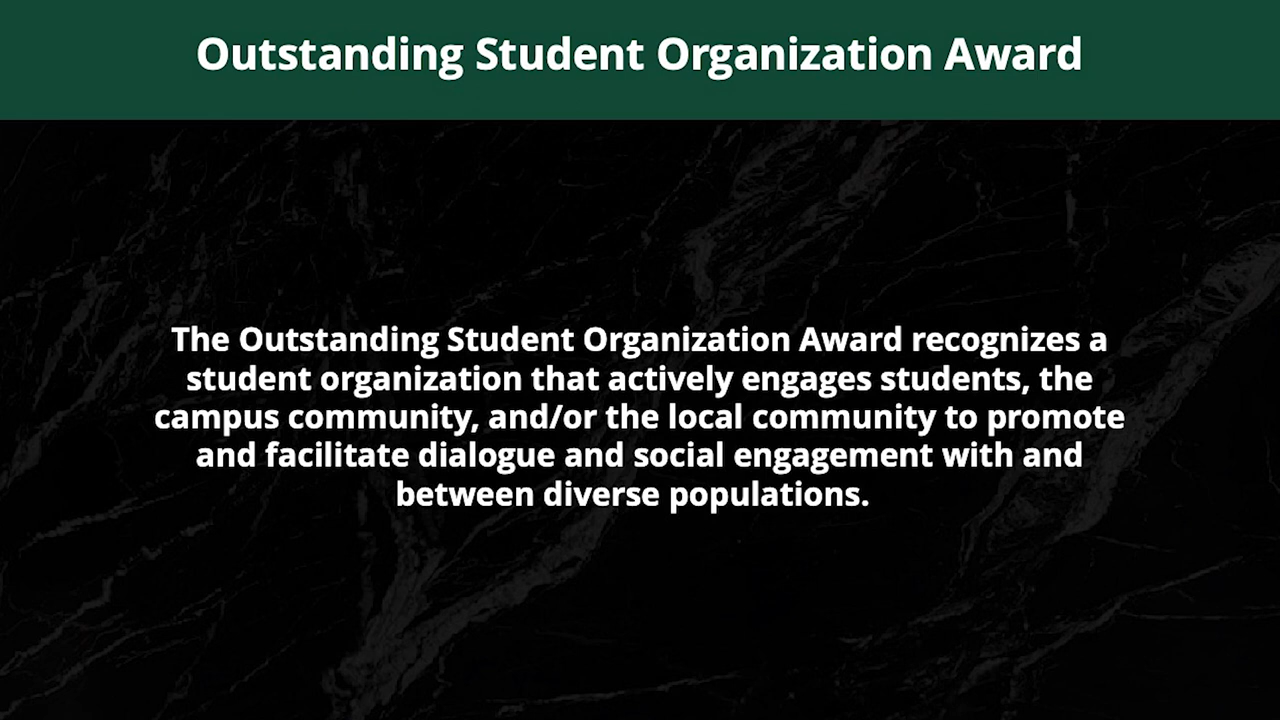 Outstanding Student Organization Award
The Outstanding Student Organization Award recognizes a
student organization that actively engages students, the
campus community, and/or the local community to promote
and facilitate dialogue and social engagement with and
between diverse populations.